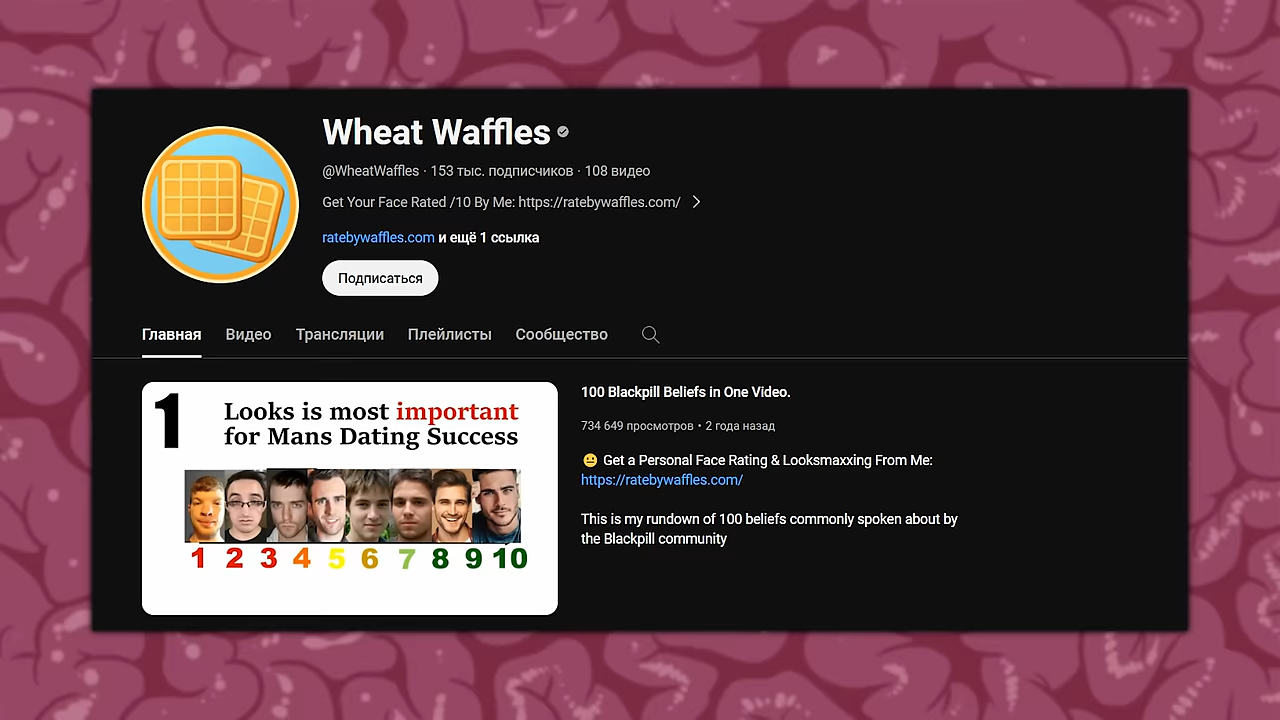 Wheat Waffles
@WheatWaffles · 153 тыс. подписчиков · 108 видео
Get Your Face Rated /10 By Me: https://ratebywaffles.com/
ratebywaffles.com и ещё 1 ссылка
Подписаться
Главная Видео Трансляции Плейлисты Сообщество
1 Looks is most important
for Mans Dating Success
1 2 3 4 5 6 7 8 9 10
100 Blackpill Beliefs in One Video.
734 649 просмотров • 2 года назад
😐 Get a Personal Face Rating & Looksmaxxing From Me:
https://ratebywaffles.com/
This is my rundown of 100 beliefs commonly spoken about by
the Blackpill community